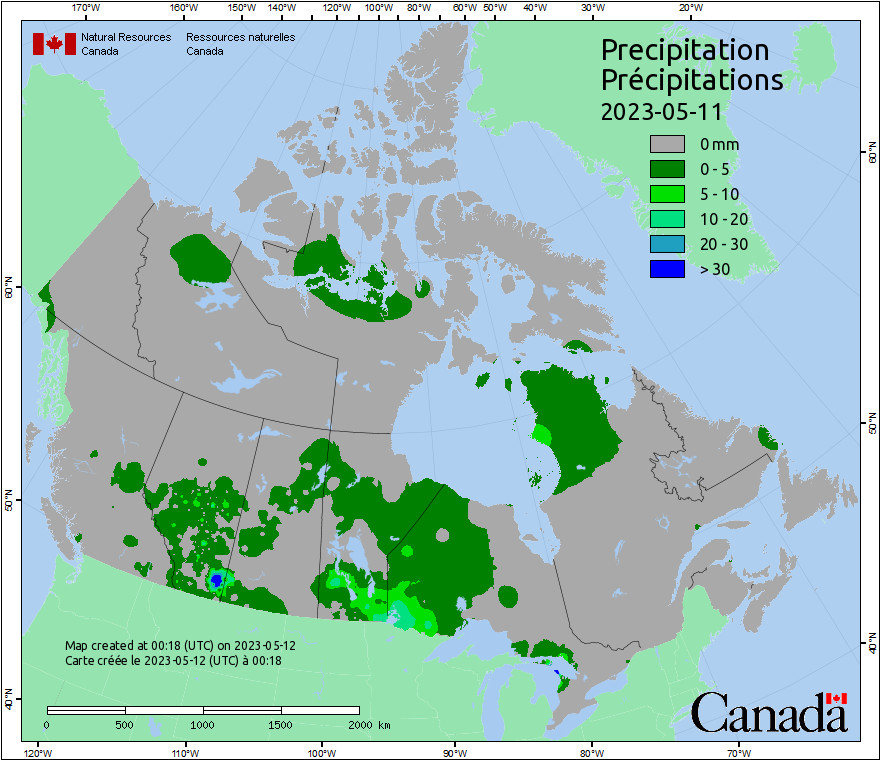 170°W 160°W 150°W 140°W 120°W 100°W 80°W 60°W 50°W 40°W 30°W 20°W
Natural Resources Ressources naturelles
Canada Canada
Precipitation
Précipitations
2023-05-11
0 mm
0 - 5
5 - 10
10 - 20
20 - 30
> 30
60°N 60°N
50°N 50°N
40°N 40°N
Map created at 00:18 (UTC) on 2023-05-12
Carte créée le 2023-05-12 (UTC) à 00:18
0 500 1000 1500 2000 km
Canada
120°W 110°W 100°W 90°W 80°W 70°W